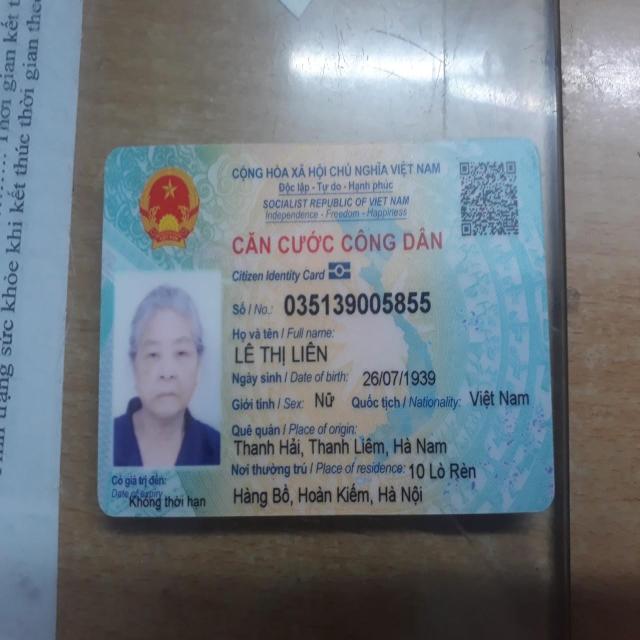 Thời gian kết t
sức khỏe khi kết thúc thời gian theo
CỘNG HÒA XÃ HỘI CHỦ NGHĨA VIỆT NAM
Độc lập - Tự do - Hạnh phúc
SOCIALIST REPUBLIC OF VIET NAM
Independence - Freedom - Happiness
CĂN CƯỚC CÔNG DÂN
Citizen Identity Card
Số / No.: 035139005855
Họ và tên / Full name:
LÊ THỊ LIÊN
Ngày sinh / Date of birth: 26/07/1939
Giới tính / Sex: Nữ Quốc tịch / Nationality: Việt Nam
Quê quán / Place of origin:
Thanh Hải, Thanh Liêm, Hà Nam
Nơi thường trú / Place of residence: 10 Lò Rèn
Hàng Bồ, Hoàn Kiếm, Hà Nội
Có giá trị đến:
Date of expiry
Không thời hạn